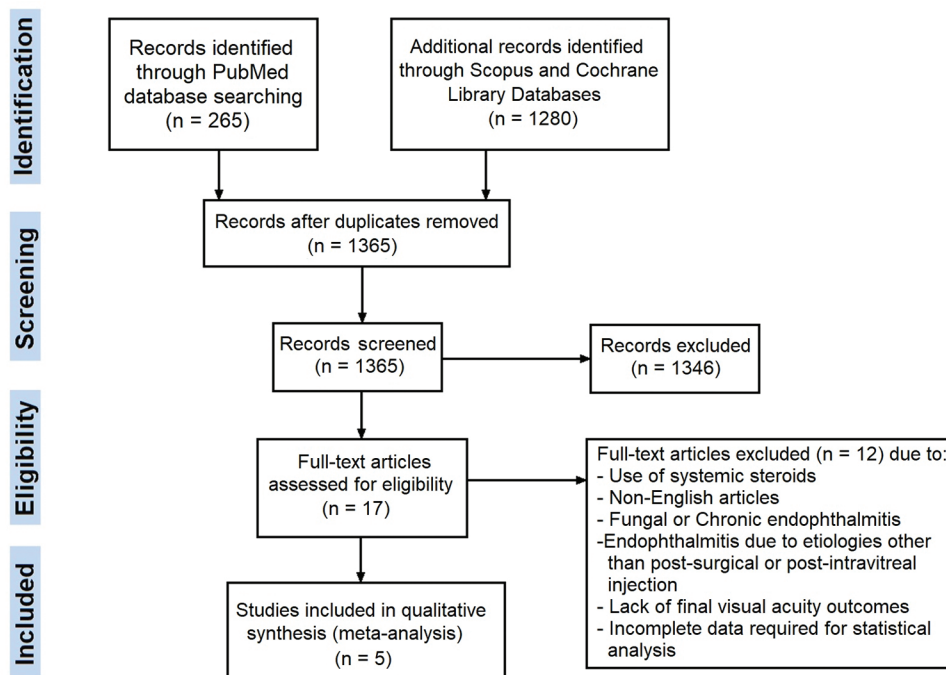 Identification
Records identified
through PubMed
database searching
(n = 265)
Additional records identified
through Scopus and Cochrane
Library Databases
(n = 1280)
Records after duplicates removed
(n = 1365)
Screening
Records screened
(n = 1365)
Records excluded
(n = 1346)
Eligibility
Full-text articles
assessed for eligibility
(n = 17)
Full-text articles excluded (n = 12) due to:
- Use of systemic steroids
- Non-English articles
- Fungal or Chronic endophthalmitis
-Endophthalmitis due to etiologies other
than post-surgical or post-intravitreal
injection
- Lack of final visual acuity outcomes
- Incomplete data required for statistical
analysis
Included
Studies included in qualitative
synthesis (meta-analysis)
(n = 5)